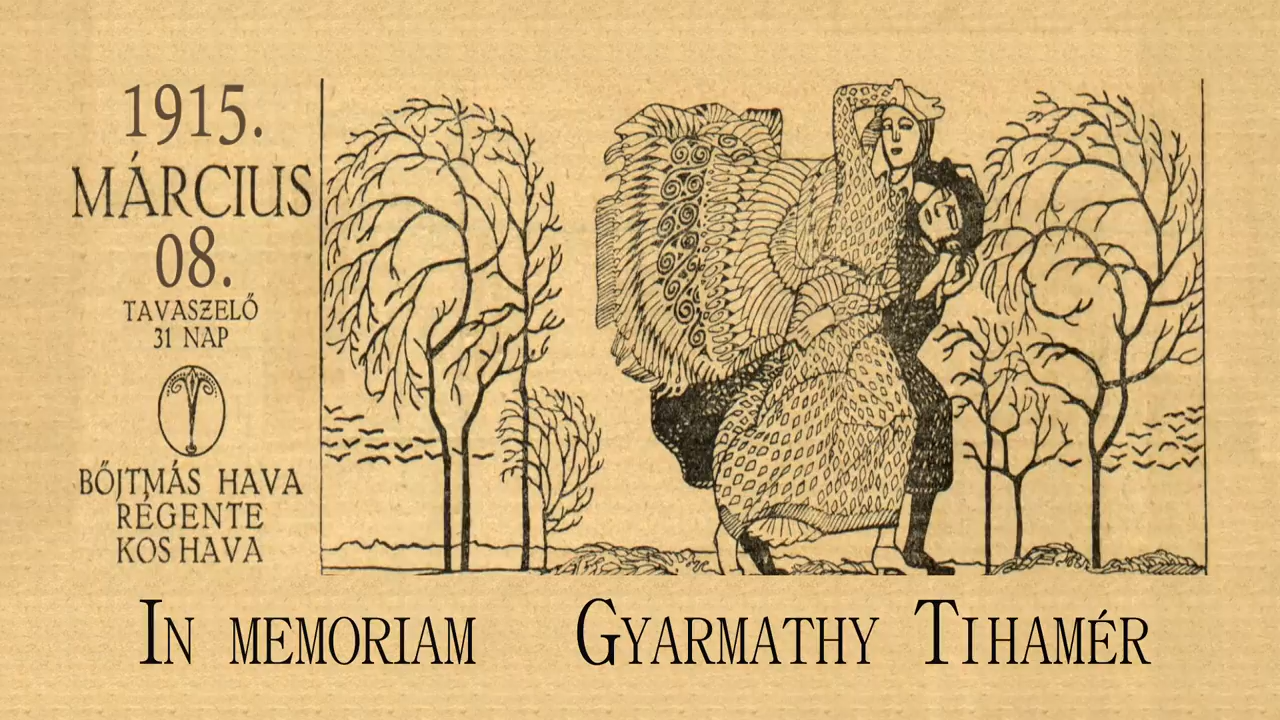 1915.
MÁRCIUS
08.
TAVASZELŐ
31 NAP
BŐJTMÁS HAVA
RÉGENTE
KOS HAVA
IN MEMORIAM GYARMATHY TIHAMÉR